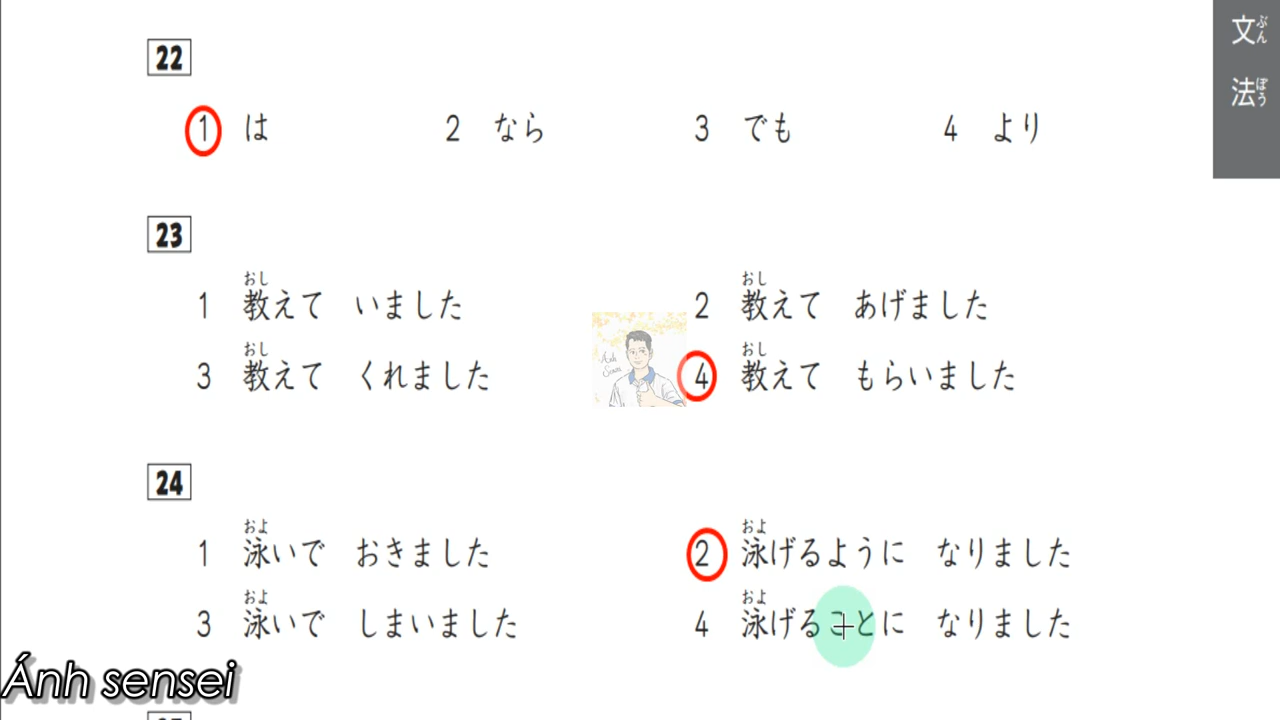 文法
ぶんぽう
22
1 は 2 なら 3 でも 4 より
23
おし おし
1 教えて いました 2 教えて あげました
おし おし
3 教えて くれました 4 教えて もらいました
24
およ およ
1 泳いで おきました 2 泳げるように なりました
およ およ
3 泳いで しまいました 4 泳げることに なりました
Ánh sensei